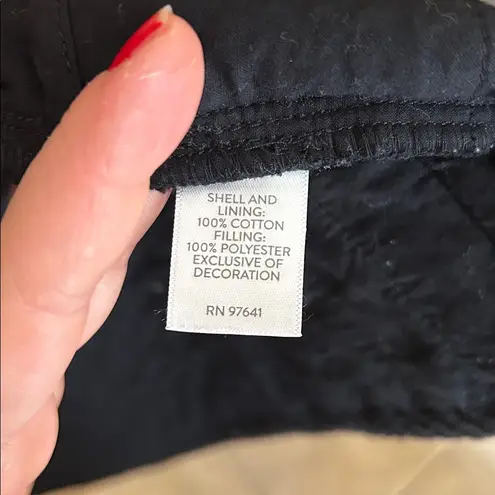 SHELL AND
LINING:
100% COTTON
FILLING:
100% POLYESTER
EXCLUSIVE OF
DECORATION
RN 97641